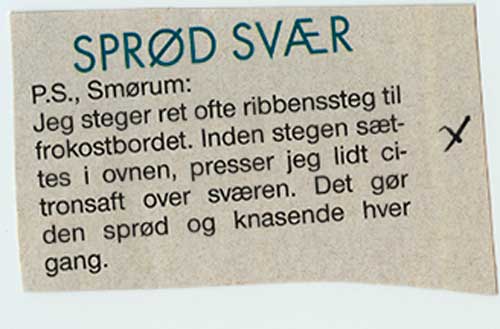 SPRØD SVÆR
P.S., Smørum:
Jeg steger ret ofte ribbenssteg til
frokostbordet. Inden stegen sæt-
tes i ovnen, presser jeg lidt ci-
tronsaft over sværen. Det gør
den sprød og knasende hver
gang.